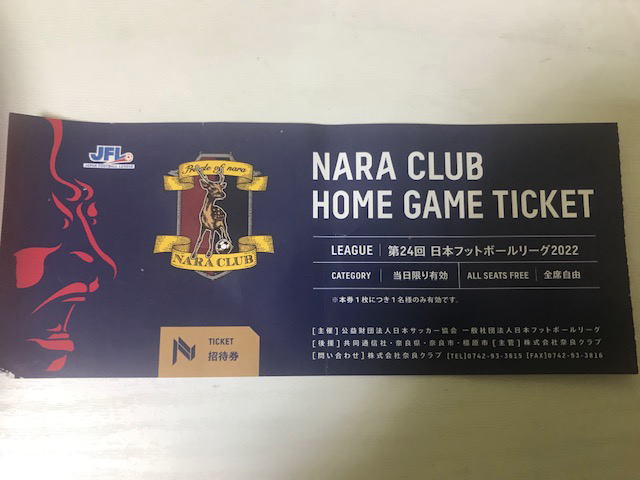 JFL
JAPAN FOOTBALL LEAGUE
People of nara
NARA CLUB
TICKET
招待券
NARA CLUB
HOME GAME TICKET
LEAGUE 第24回 日本フットボールリーグ2022
CATEGORY 当日限り有効 ALL SEATS FREE 全席自由
※本券1枚につき1名様のみ有効です。
[主催]公益財団法人日本サッカー協会 一般社団法人日本フットボールリーグ
[後援]共同通信社・奈良県・奈良市・橿原市[主管]株式会社奈良クラブ
[問い合わせ]株式会社奈良クラブ [TEL]0742-93-3815 [FAX]0742-93-3816